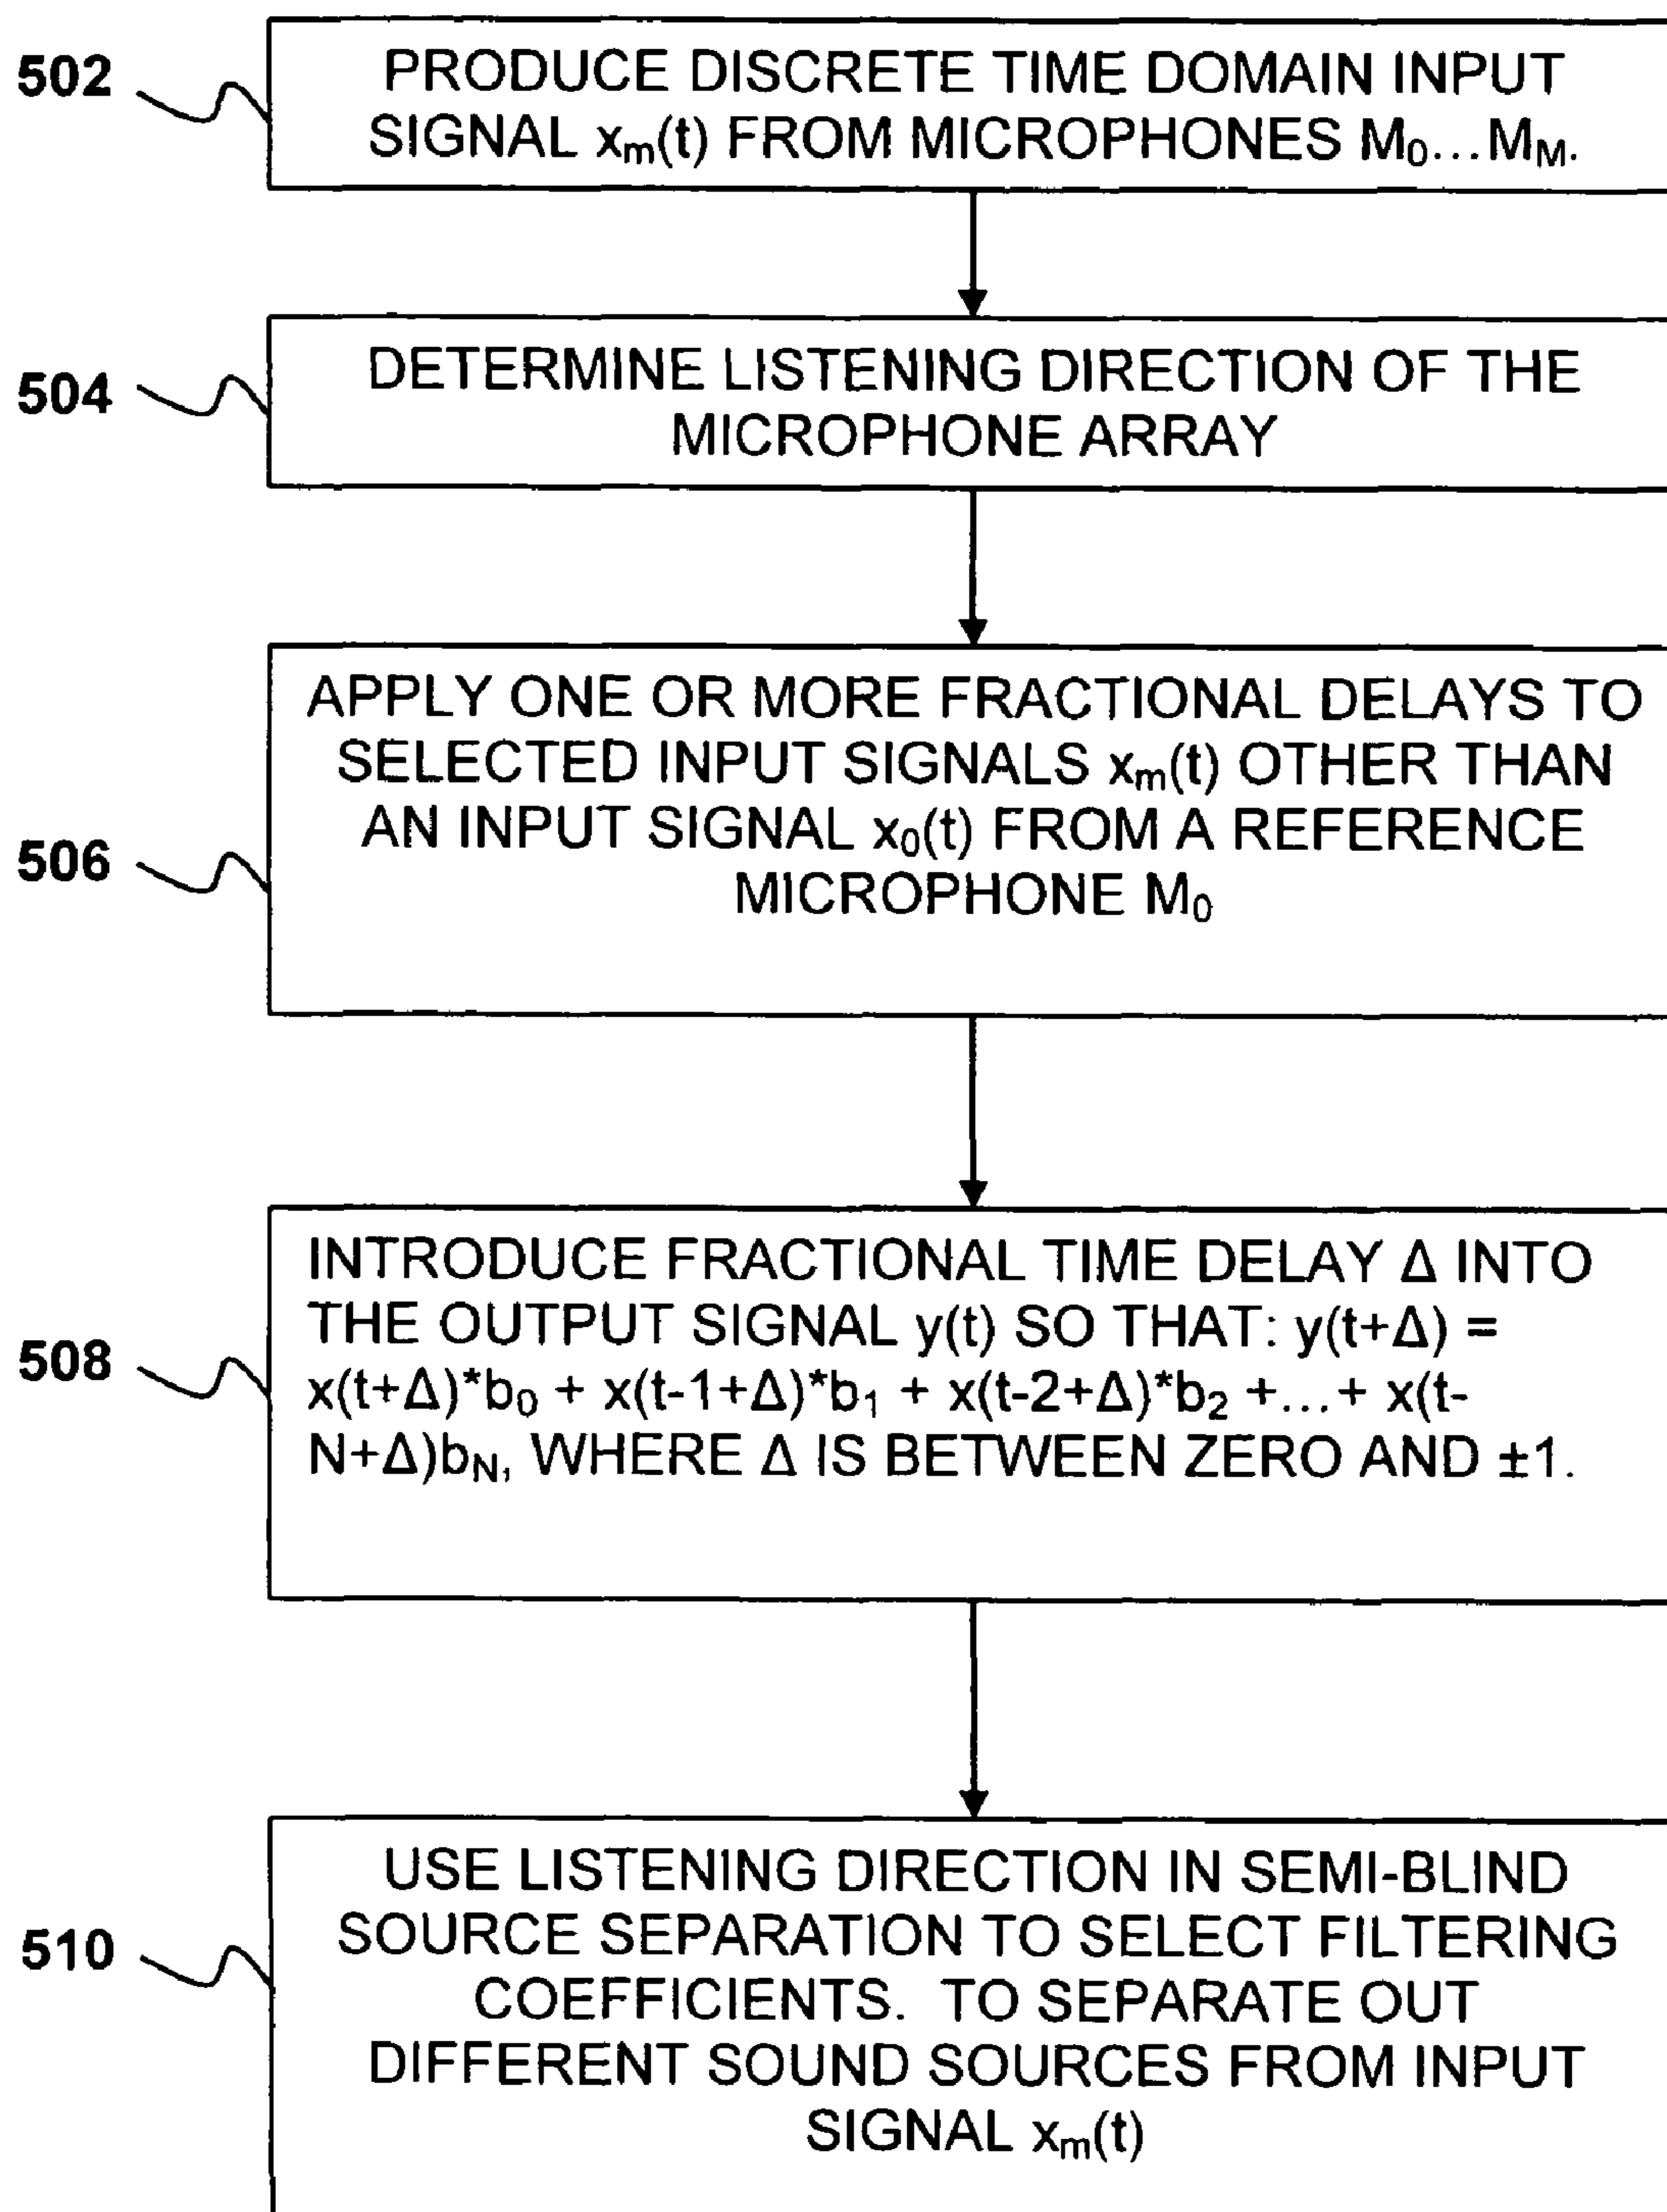 502
PRODUCE DISCRETE TIME DOMAIN INPUT
SIGNAL xₘ(t) FROM MICROPHONES M₀...M_M.
504
DETERMINE LISTENING DIRECTION OF THE
MICROPHONE ARRAY
506
APPLY ONE OR MORE FRACTIONAL DELAYS TO
SELECTED INPUT SIGNALS xₘ(t) OTHER THAN
AN INPUT SIGNAL x₀(t) FROM A REFERENCE
MICROPHONE M₀
508
INTRODUCE FRACTIONAL TIME DELAY Δ INTO
THE OUTPUT SIGNAL y(t) SO THAT: y(t+Δ) =
x(t+Δ)*b₀ + x(t-1+Δ)*b₁ + x(t-2+Δ)*b₂ +...+ x(t-
N+Δ)b_N, WHERE Δ IS BETWEEN ZERO AND ±1.
510
USE LISTENING DIRECTION IN SEMI-BLIND
SOURCE SEPARATION TO SELECT FILTERING
COEFFICIENTS.  TO SEPARATE OUT
DIFFERENT SOUND SOURCES FROM INPUT
SIGNAL xₘ(t)